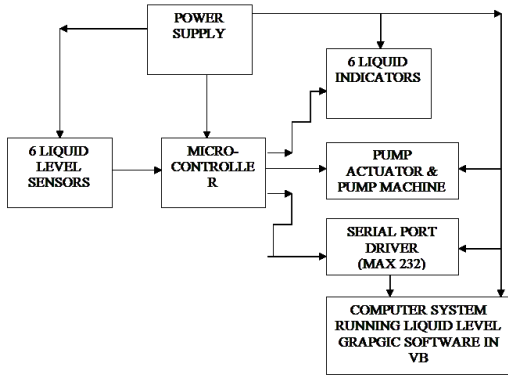 POWER
SUPPLY
6 LIQUID
INDICATORS
6 LIQUID
LEVEL
SENSORS
MICRO-
CONTROLLE
R
PUMP
ACTUATOR &
PUMP MACHINE
SERIAL PORT
DRIVER
(MAX 232)
COMPUTER SYSTEM
RUNNING LIQUID LEVEL
GRAPGIC SOFTWARE IN
VB